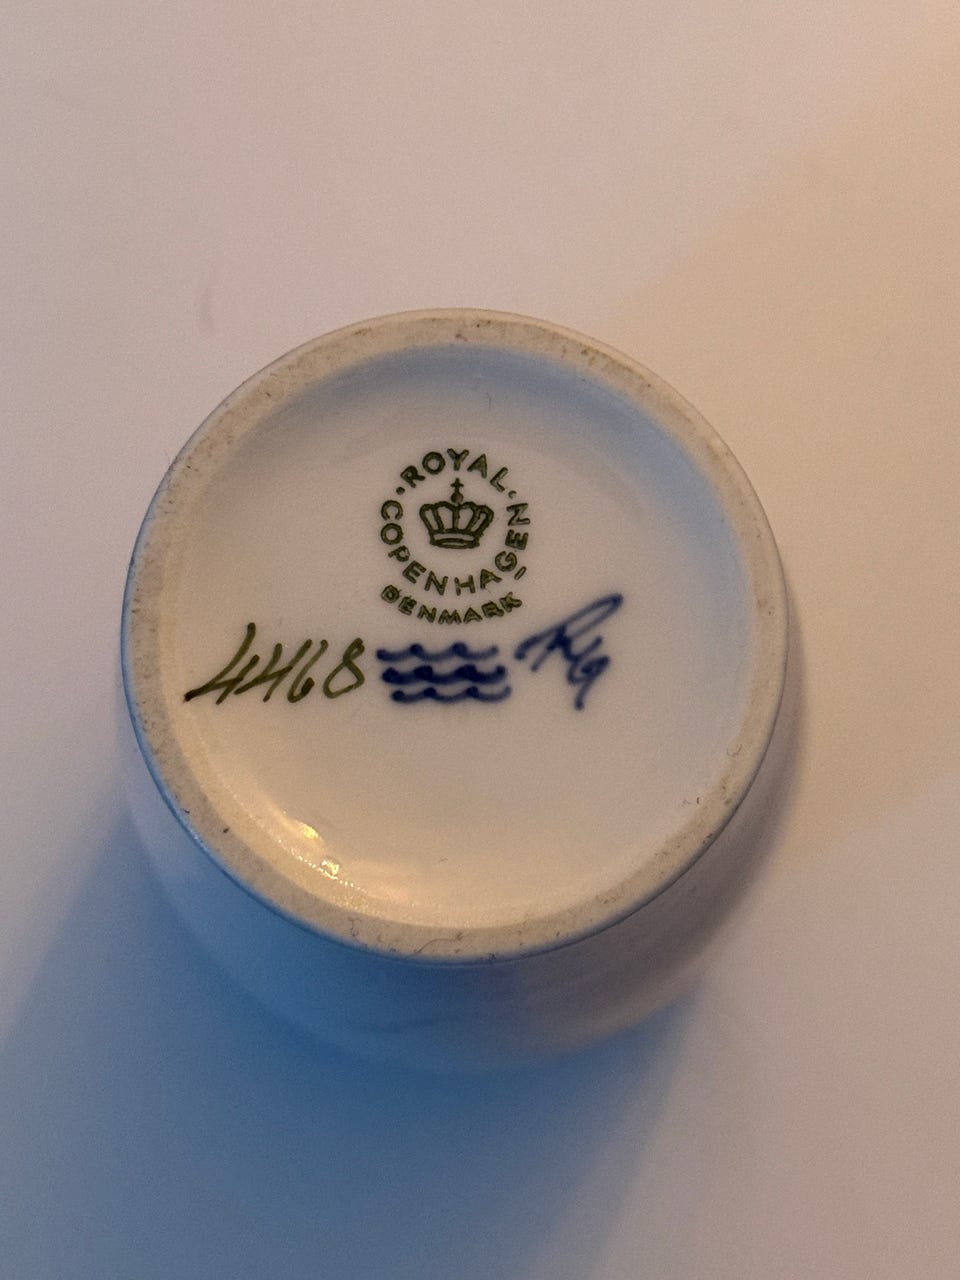 ROYAL
COPENHAGEN
DENMARK
4468